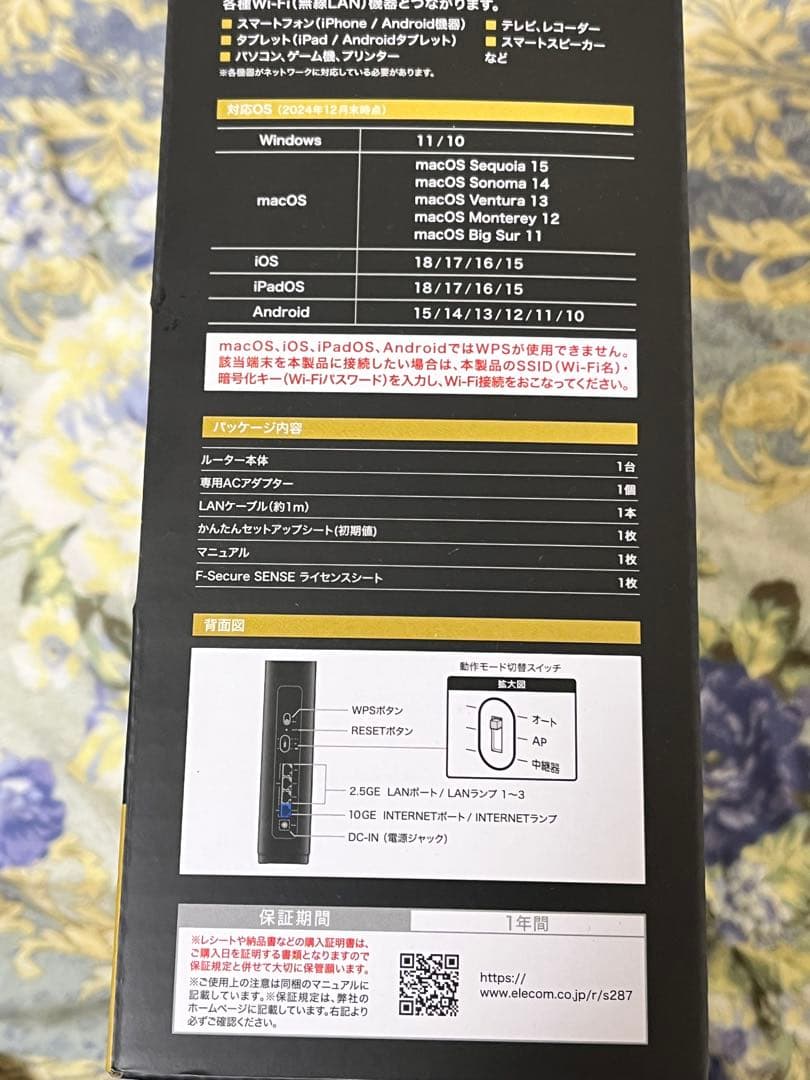 各種Wi-Fi(無線LAN)機器とつながります。
■ スマートフォン(iPhone / Android機器)
■ タブレット(iPad / Androidタブレット)
■ パソコン、ゲーム機、プリンター
■ テレビ、レコーダー
■ スマートスピーカー
など
※各機器がネットワークに対応している必要があります。
対応OS (2024年12月末時点)
Windows 11/10
macOS
macOS Sequoia 15
macOS Sonoma 14
macOS Ventura 13
macOS Monterey 12
macOS Big Sur 11
iOS 18/17/16/15
iPadOS 18/17/16/15
Android 15/14/13/12/11/10
macOS、iOS、iPadOS、AndroidではWPSが使用できません。
該当端末を本製品に接続したい場合は、本製品のSSID(Wi-Fi名)・
暗号化キー(Wi-Fiパスワード)を入力し、Wi-Fi接続をおこなってください。
パッケージ内容
ルーター本体 1台
専用ACアダプター 1個
LANケーブル(約1m) 1本
かんたんセットアップシート(初期値) 1枚
マニュアル 1枚
F-Secure SENSE ライセンスシート 1枚
背面図
動作モード切替スイッチ
拡大図
オート
AP
中継器
WPSボタン
RESETボタン
2.5GE LANポート/ LANランプ 1〜3
10GE INTERNETポート/ INTERNETランプ
DC-IN (電源ジャック)
保証期間 1年間
※レシートや納品書などの購入証明書は、
ご購入日を証明する書類となりますので
保証規定と併せて大切に保管願います。
※ご使用上の注意は同梱のマニュアルに
記載しています。※保証規定は、弊社の
ホームページに記載しています。右記より
必ずご確認ください。
https://
www.elecom.co.jp/r/s287